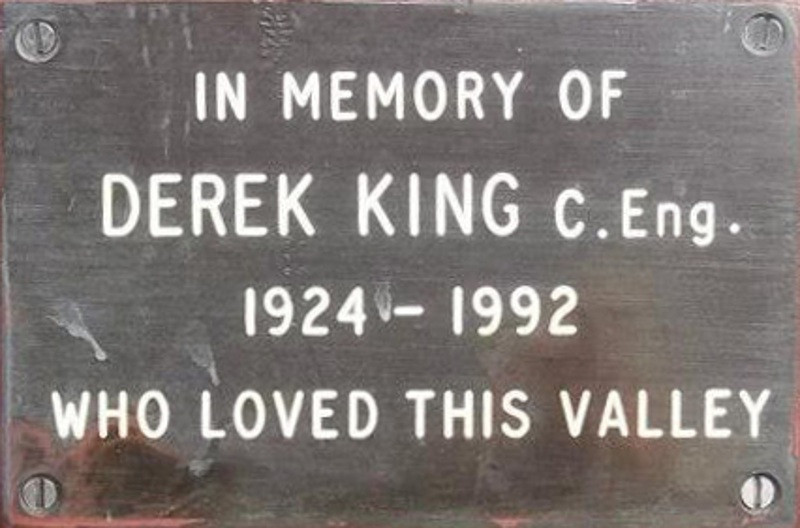 IN MEMORY OF
DEREK KING C.Eng.
1924 - 1992
WHO LOVED THIS VALLEY